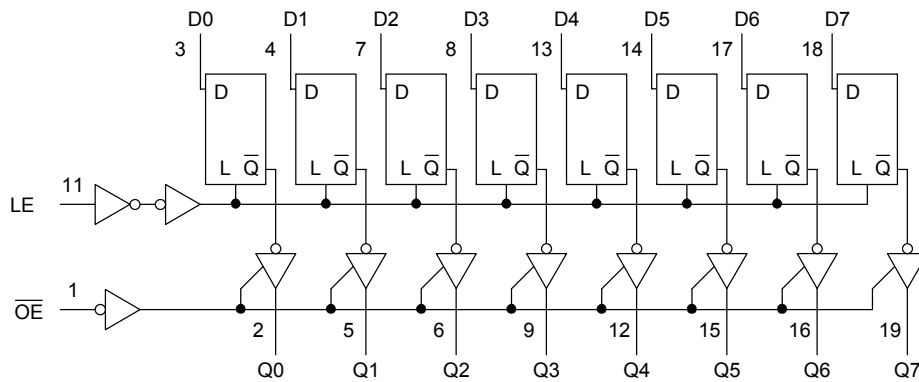 D0 D1 D2 D3 D4 D5 D6 D7
3 4 7 8 13 14 17 18
D D D D D D D D
L Q̅ L Q̅ L Q̅ L Q̅ L Q̅ L Q̅ L Q̅ L Q̅
11
LE
1
O̅E̅
2 5 6 9 12 15 16 19
Q0 Q1 Q2 Q3 Q4 Q5 Q6 Q7